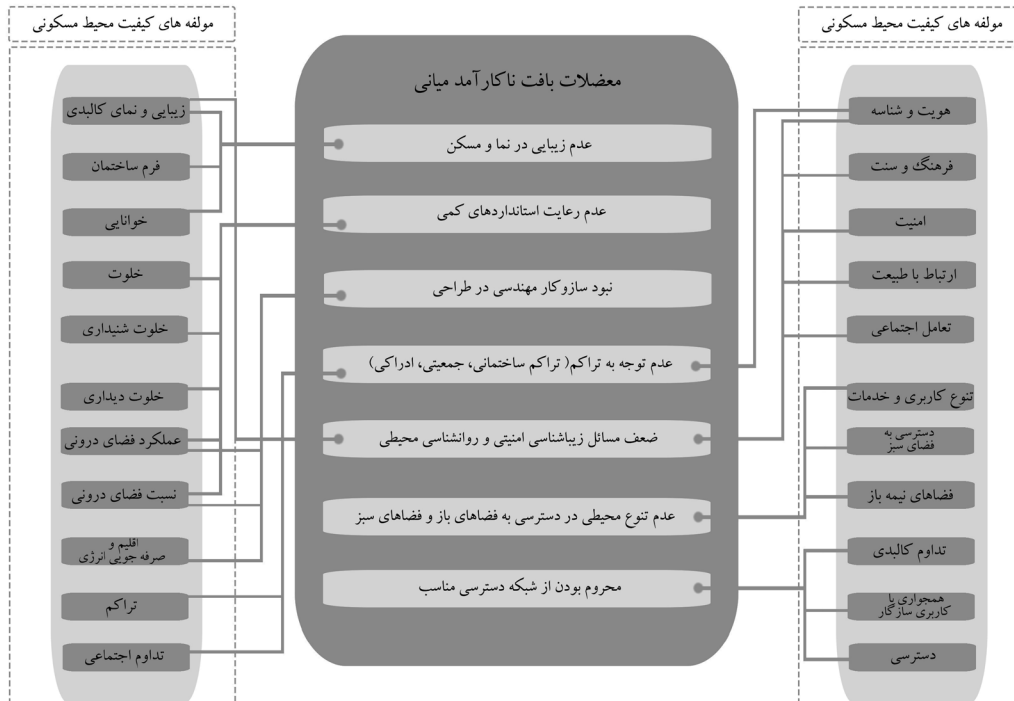 مولفه های کیفیت محیط مسکونی
هویت و شناسه
فرهنگ و سنت
امنیت
ارتباط با طبیعت
تعامل اجتماعی
تنوع کاربری و خدمات
دسترسی به
فضای سبز
فضاهای نیمه باز
تداوم کالبدی
همجواری با
کاربری سازگار
دسترسی
معضلات بافت ناکارآمد میانی
عدم زیبایی در نما و مسکن
عدم رعایت استانداردهای کمی
نبود سازوکار مهندسی در طراحی
عدم توجه به تراکم( تراکم ساختمانی، جمعیتی، ادراکی)
ضعف مسائل زیباشناسی امنیتی و روانشناسی محیطی
عدم تنوع محیطی در دسترسی به فضاهای باز و فضاهای سبز
محروم بودن از شبکه دسترسی مناسب
مولفه های کیفیت محیط مسکونی
زیبایی و نمای کالبدی
فرم ساختمان
خوانایی
خلوت
خلوت شنیداری
خلوت دیداری
عملکرد فضای درونی
نسبت فضای درونی
اقلیم و
صرفه جویی انرژی
تراکم
تداوم اجتماعی